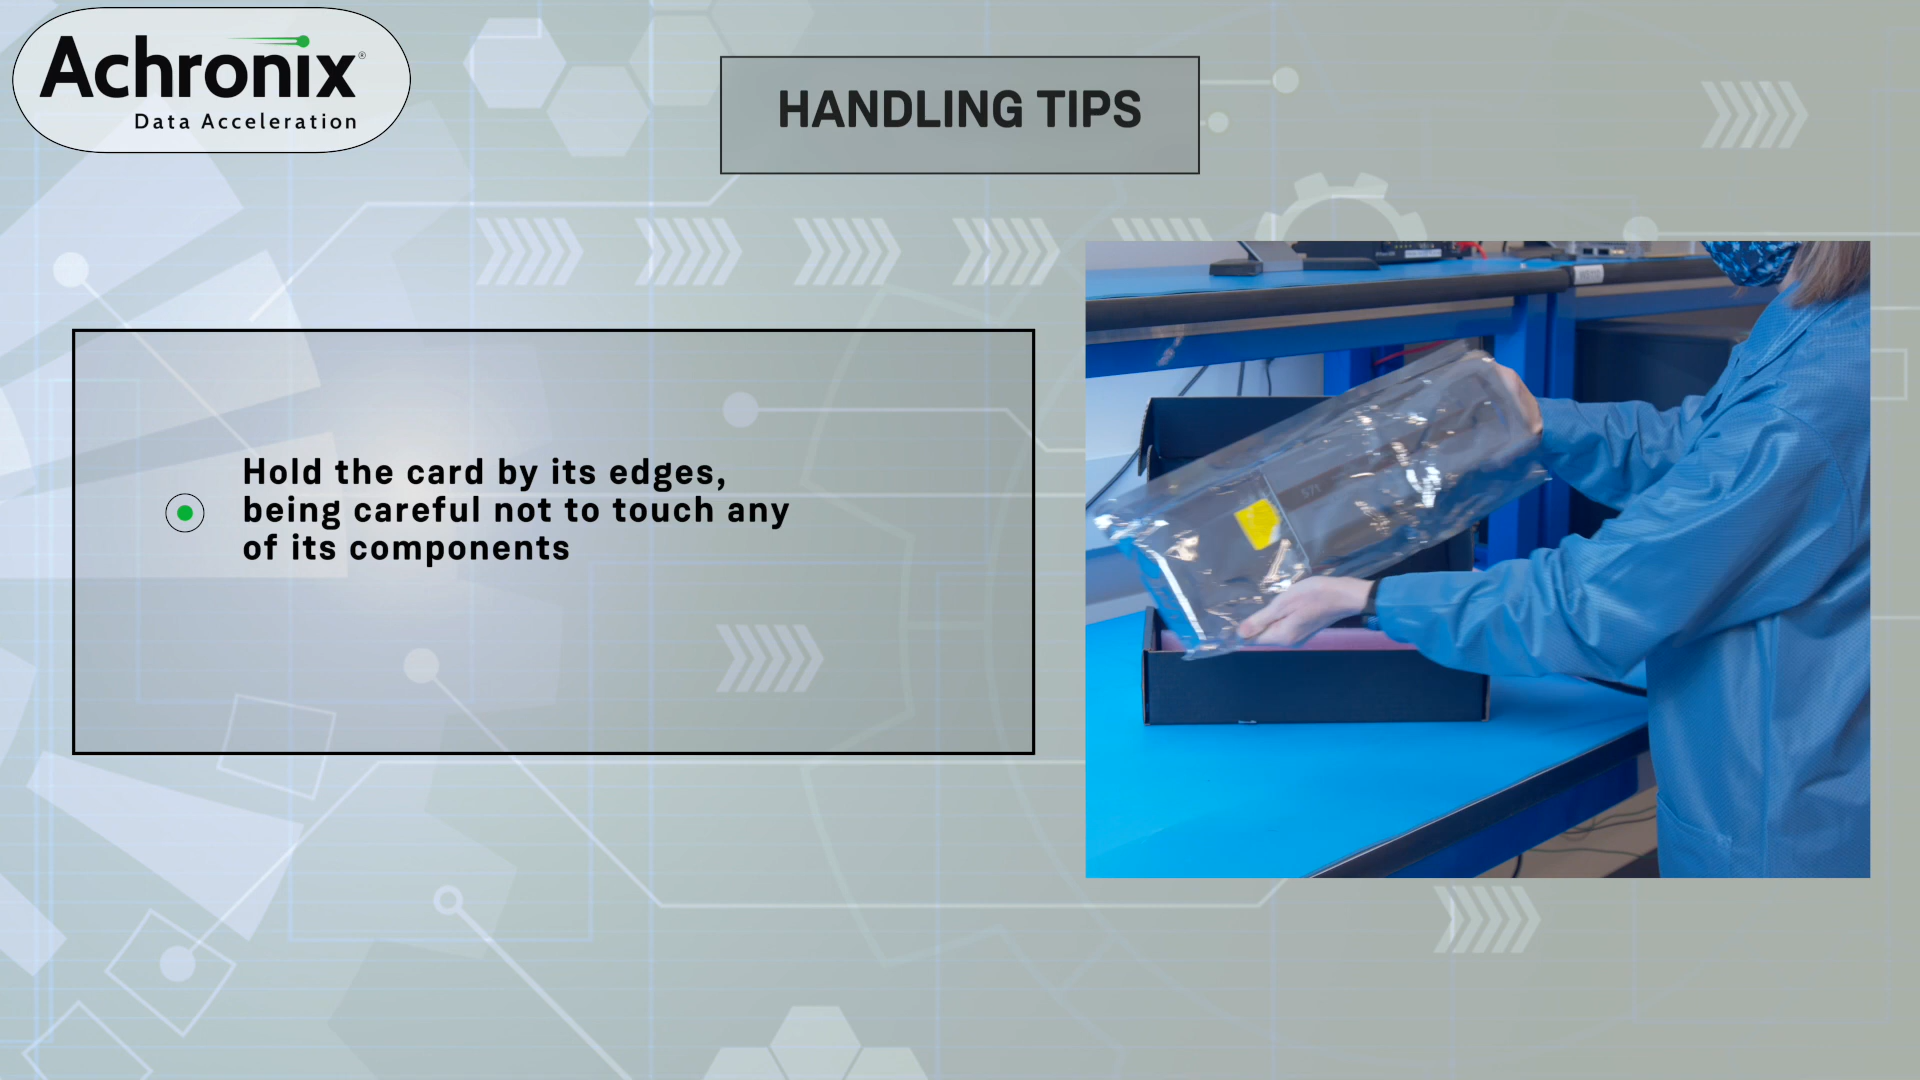 Achronix®
Data Acceleration
HANDLING TIPS
Hold the card by its edges,
being careful not to touch any
of its components